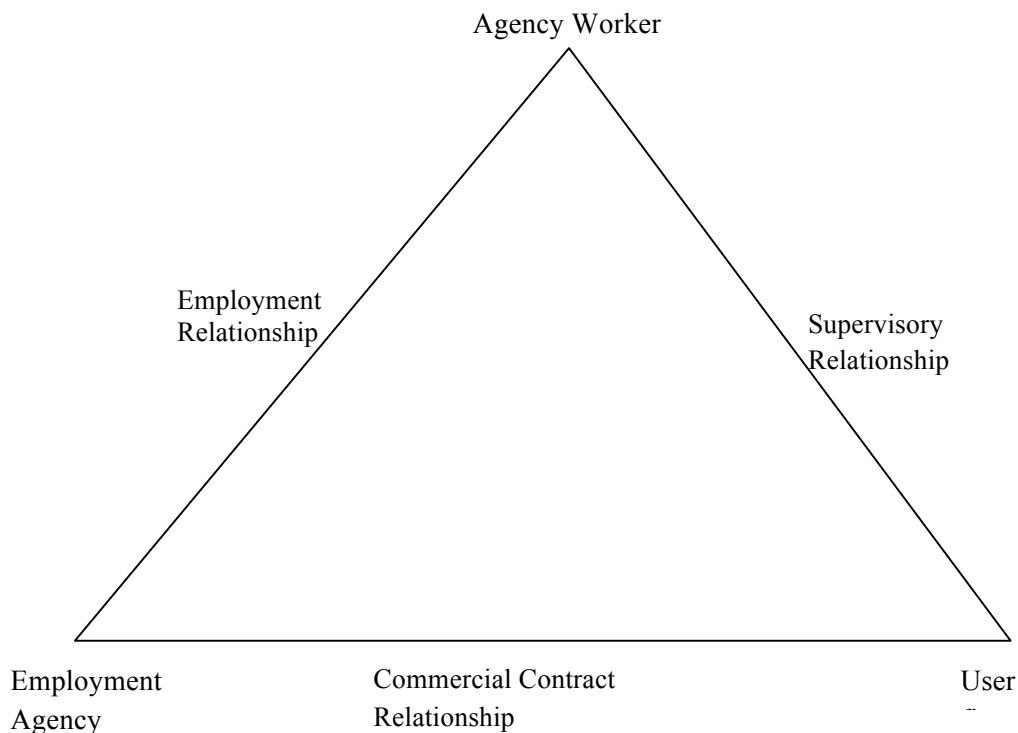 Agency Worker
Employment
Relationship
Supervisory
Relationship
Employment
Agency
Commercial Contract
Relationship
User